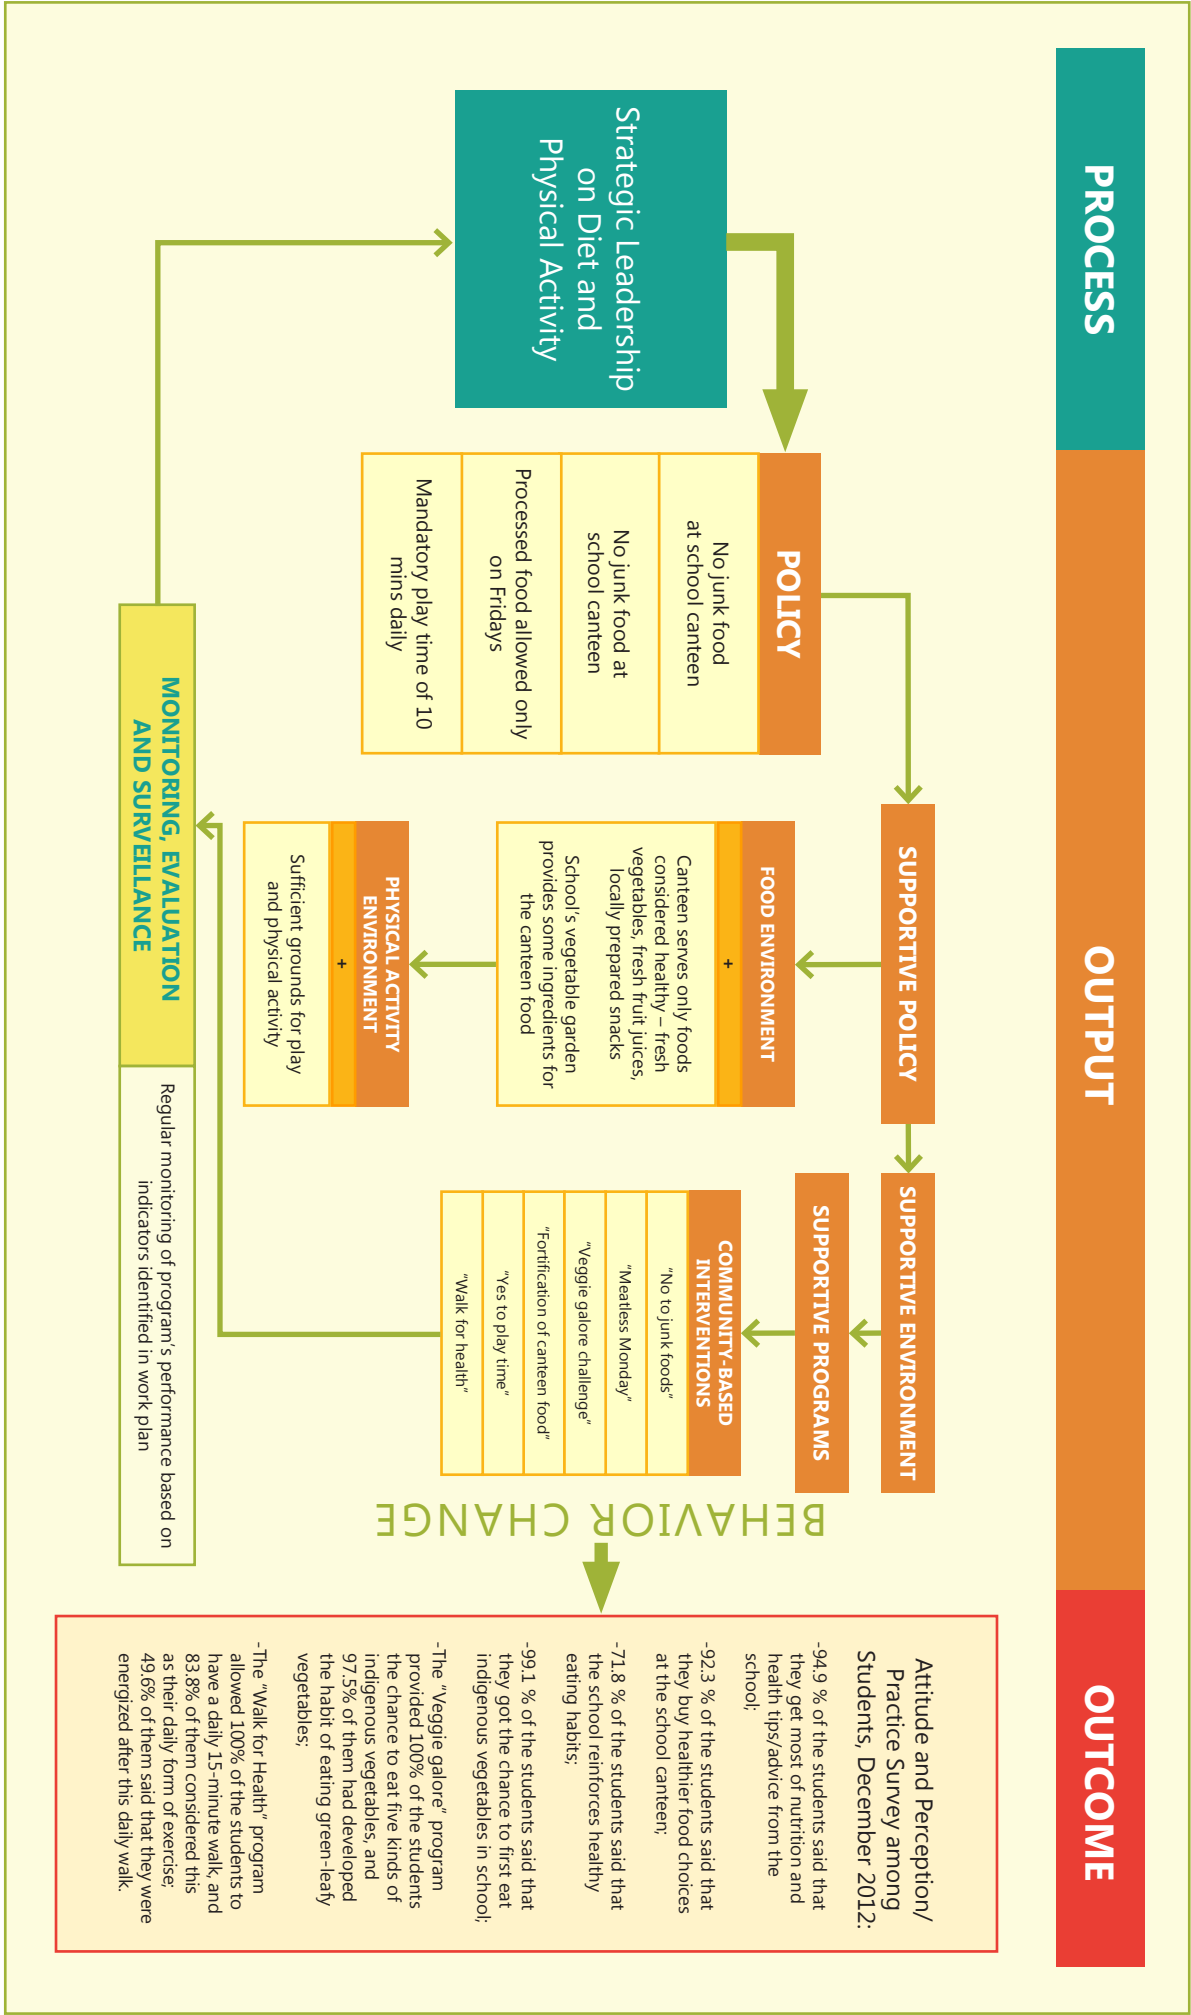 PROCESS
OUTPUT
OUTCOME
Strategic Leadership
on Diet and
Physical Activity
POLICY
No junk food
at school canteen
No junk food at
school canteen
Processed food allowed only
on Fridays
Mandatory play time of 10
mins daily
SUPPORTIVE POLICY
FOOD ENVIRONMENT
+
Canteen serves only foods
considered healthy – fresh
vegetables, fresh fruit juices,
locally prepared snacks
School's vegetable garden
provides some ingredients for
the canteen food
PHYSICAL ACTIVITY
ENVIRONMENT
+
Sufficient grounds for play
and physical activity
SUPPORTIVE ENVIRONMENT
SUPPORTIVE PROGRAMS
COMMUNITY-BASED
INTERVENTIONS
"No to junk foods"
"Meatless Monday"
"Veggie galore challenge"
"Fortification of canteen food"
"Yes to play time"
"Walk for health"
MONITORING, EVALUATION
AND SURVEILLANCE
Regular monitoring of program's performance based on
indicators identified in work plan
BEHAVIOR CHANGE
Attitude and Perception/
Practice Survey among
Students, December 2012:
-94.9 % of the students said that
they get most of nutrition and
health tips/advice from the
school;
-92.3 % of the students said that
they buy healthier food choices
at the school canteen;
-71.8 % of the students said that
the school reinforces healthy
eating habits;
-99.1 % of the students said that
they got the chance to first eat
indigenous vegetables in school;
-The "Veggie galore" program
provided 100% of the students
the chance to eat five kinds of
indigenous vegetables, and
97.5% of them had developed
the habit of eating green-leafy
vegetables;
-The "Walk for Health" program
allowed 100% of the students to
have a daily 15-minute walk, and
83.8% of them considered this
as their daily form of exercise;
49.6% of them said that they were
energized after this daily walk.